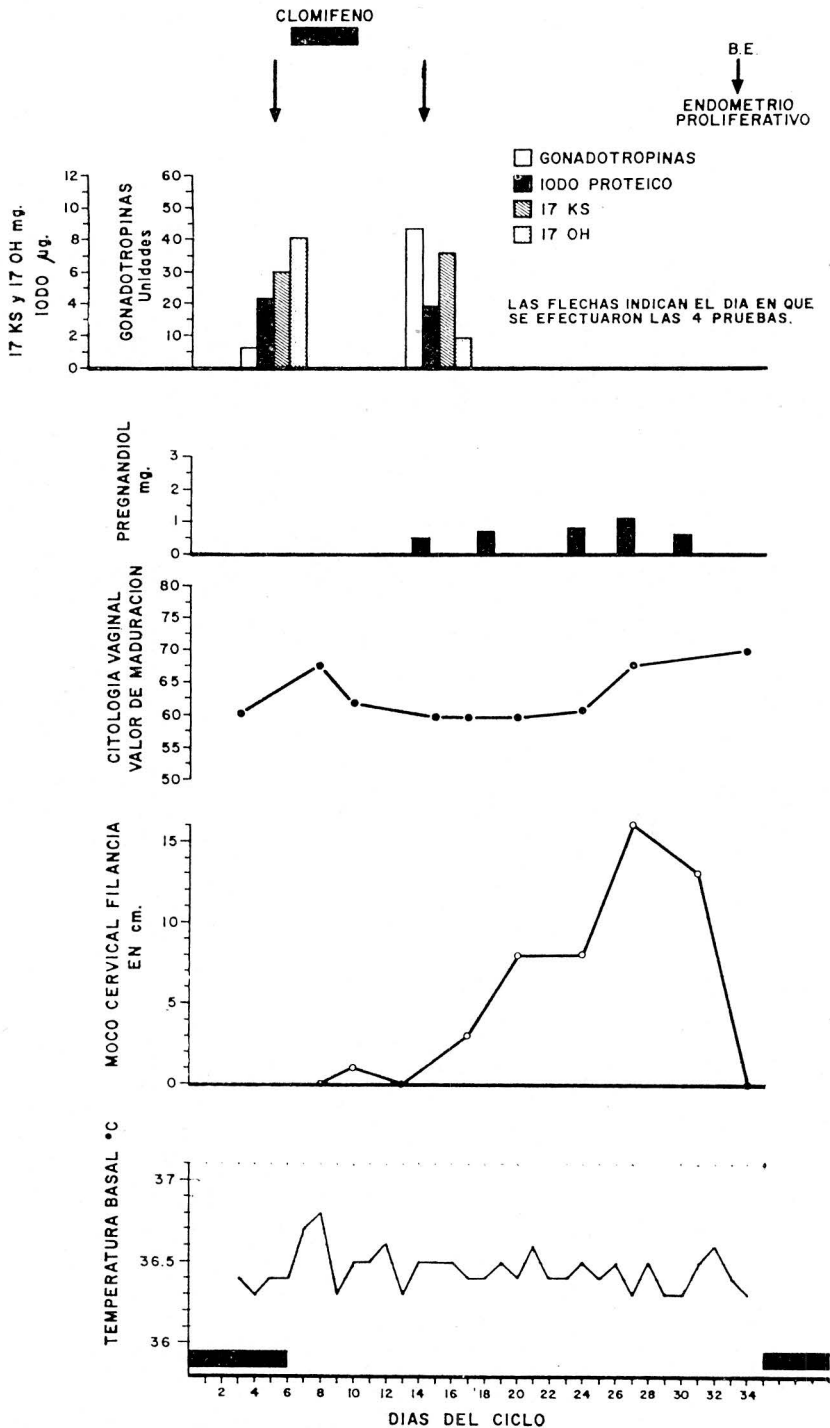 CLOMIFENO
B.E.
ENDOMETRIO
PROLIFERATIVO
GONADOTROPINAS
IODO PROTEICO
17 KS
17 OH
LAS FLECHAS INDICAN EL DIA EN QUE
SE EFECTUARON LAS 4 PRUEBAS.
17 KS y 17 OH mg.
IODO µg.
12
10
8
6
4
2
0
GONADOTROPINAS
Unidades
60
50
40
30
20
10
PREGNANDIOL
mg.
3
2
1
0
CITOLOGIA VAGINAL
VALOR DE MADURACION
80
75
70
65
60
55
50
MOCO CERVICAL FILANCIA
EN cm.
15
10
5
0
TEMPERATURA BASAL °C
37
36.5
36
2 4 6 8 10 12 14 16 18 20 22 24 26 28 30 32 34
DIAS DEL CICLO